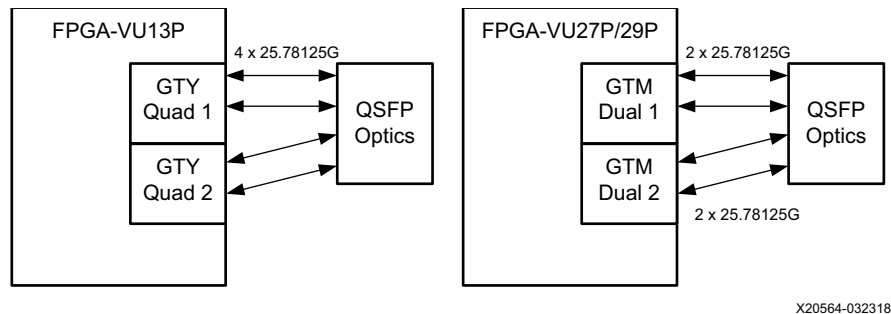 FPGA-VU13P
4 x 25.78125G
GTY
Quad 1
QSFP
Optics
GTY
Quad 2
FPGA-VU27P/29P
2 x 25.78125G
GTM
Dual 1
QSFP
Optics
GTM
Dual 2
2 x 25.78125G
X20564-032318